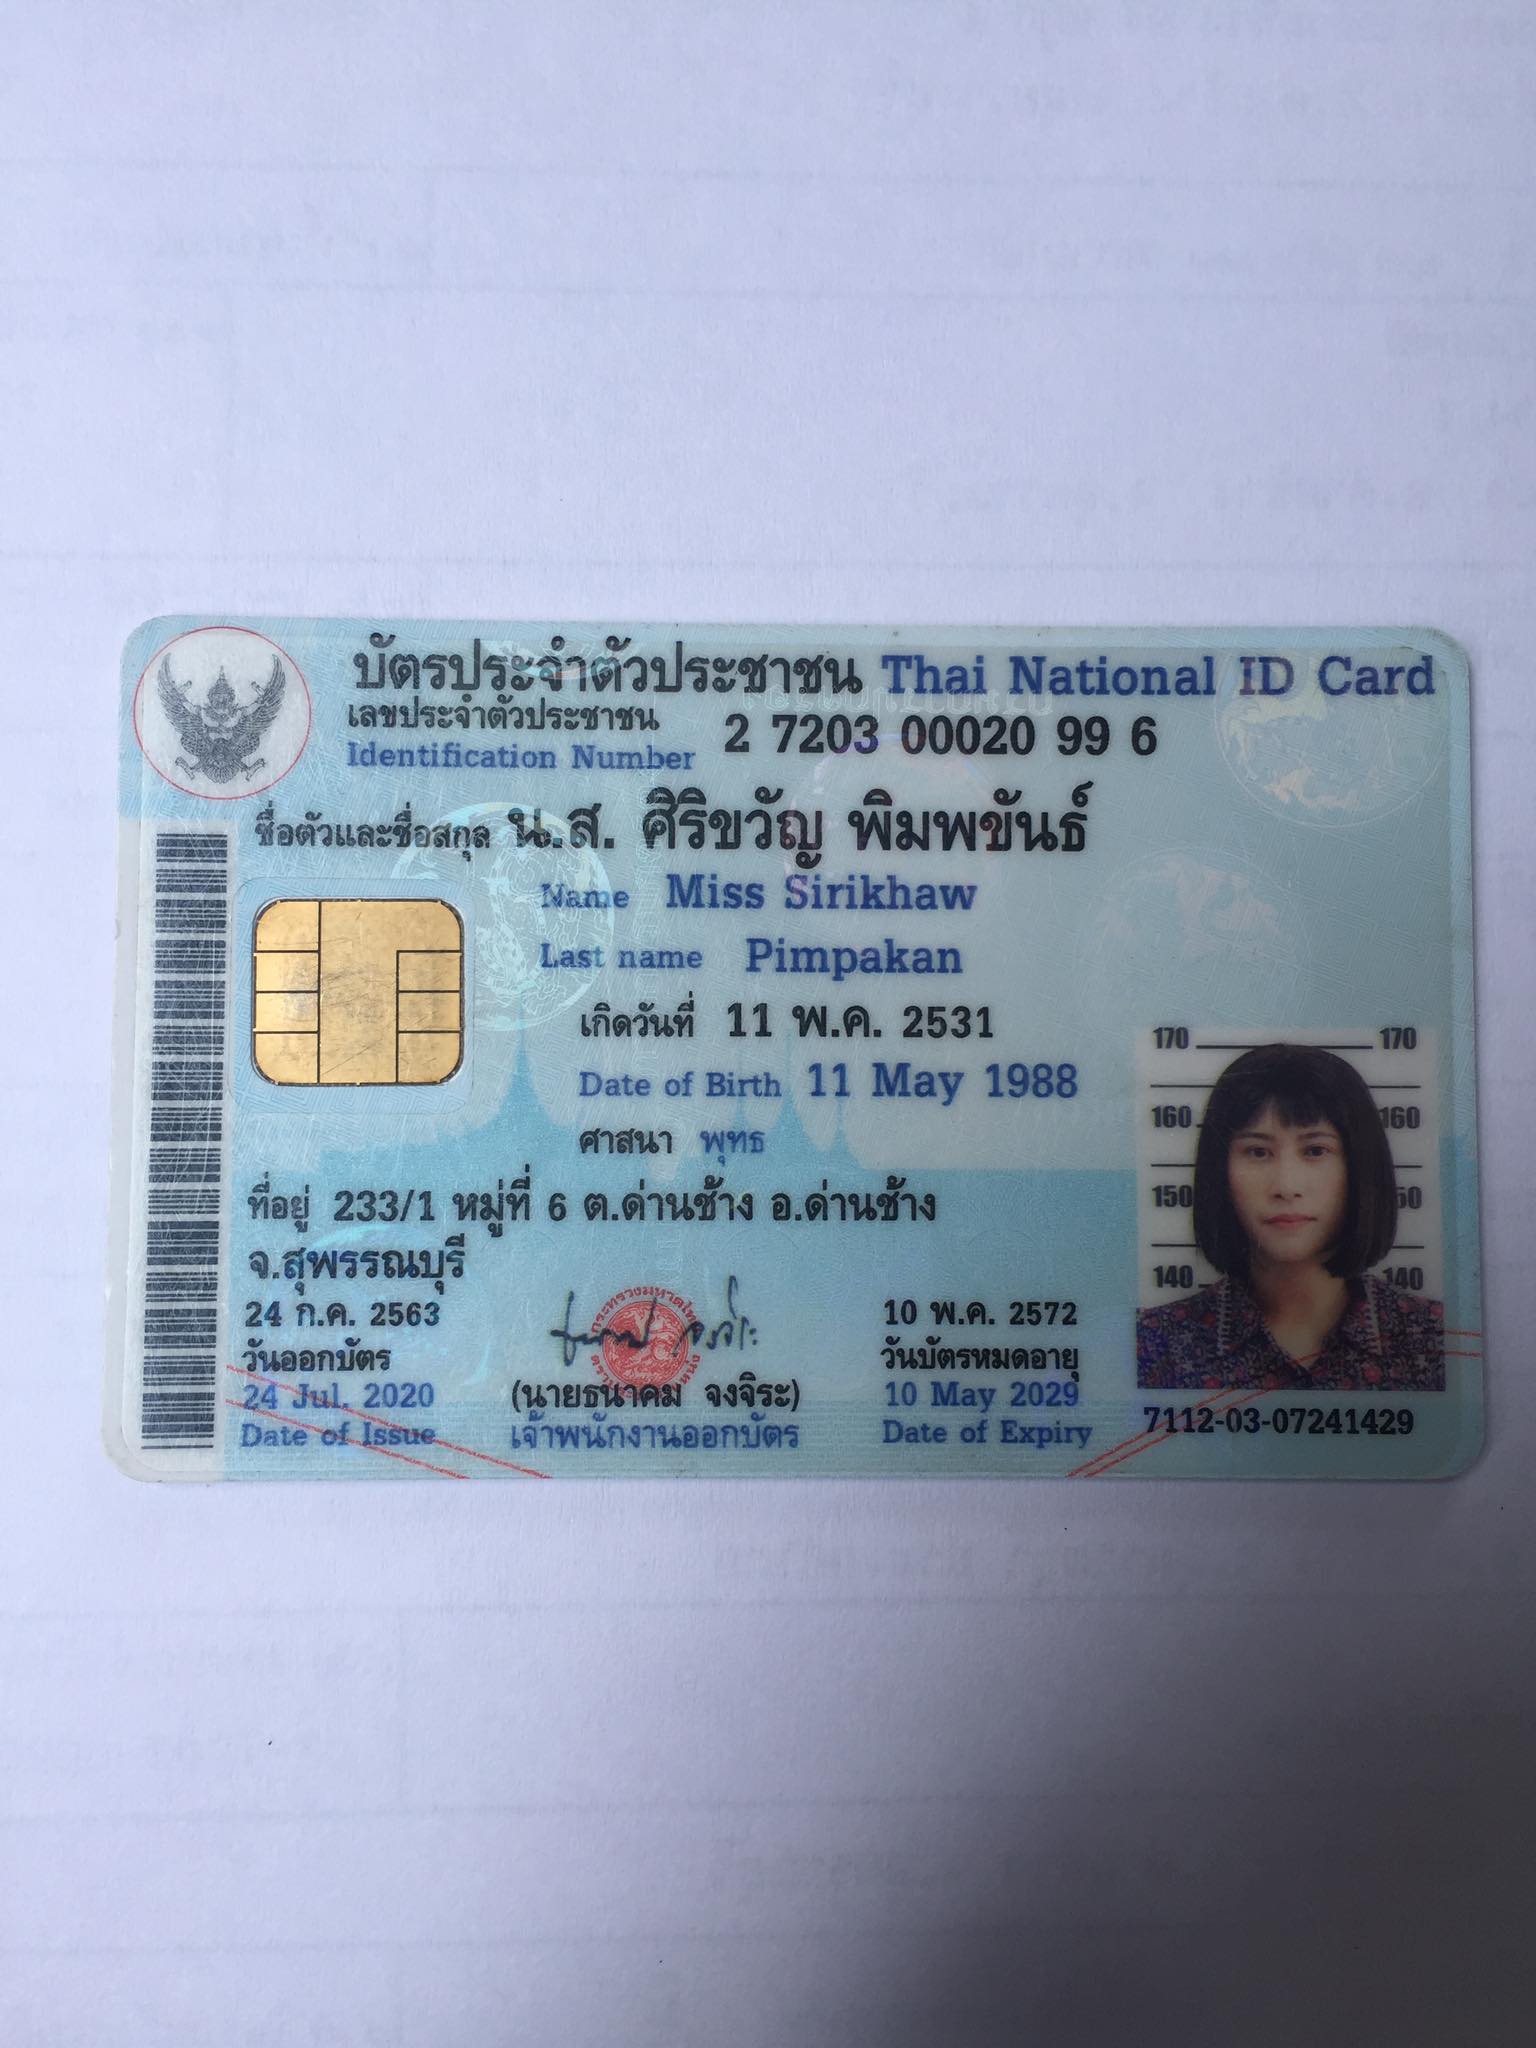 บัตรประจำตัวประชาชน Thai National ID Card
เลขประจำตัวประชาชน
Identification Number
2 7203 00020 99 6
ชื่อตัวและชื่อสกุล น.ส. ศิริขวัญ พิมพขันธ์
Name Miss Sirikhaw
Last name Pimpakan
เกิดวันที่ 11 พ.ค. 2531
Date of Birth 11 May 1988
ศาสนา พุทธ
ที่อยู่ 233/1 หมู่ที่ 6 ต.ด่านช้าง อ.ด่านช้าง
จ.สุพรรณบุรี
24 ก.ค. 2563
วันออกบัตร
24 Jul. 2020
Date of Issue
(นายธนาคม จงจิระ)
เจ้าพนักงานออกบัตร
10 พ.ค. 2572
วันบัตรหมดอายุ
10 May 2029
Date of Expiry
170 170
160 160
150 50
140 140
7112-03-07241429